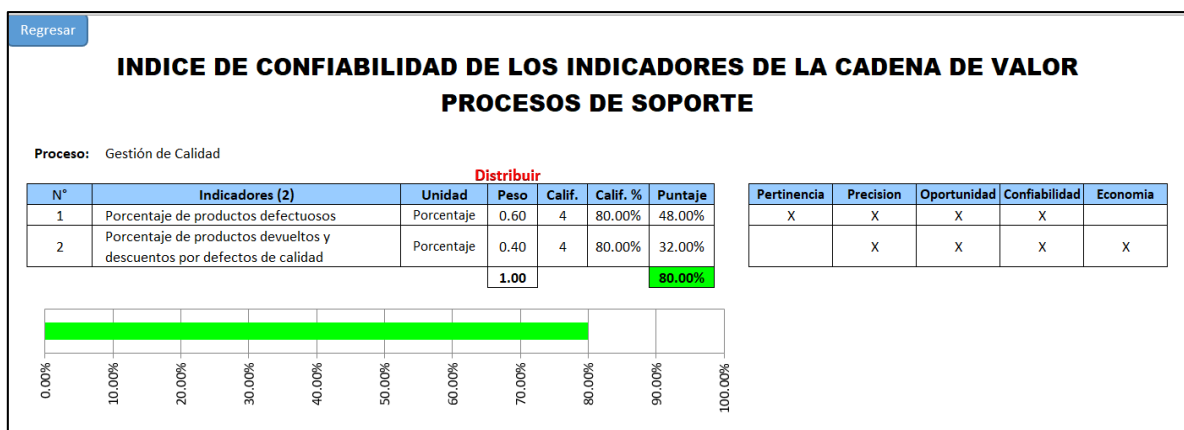 Regresar
INDICE DE CONFIABILIDAD DE LOS INDICADORES DE LA CADENA DE VALOR
PROCESOS DE SOPORTE
Proceso: Gestión de Calidad
Distribuir
N° Indicadores (2) Unidad Peso Calif. Calif. % Puntaje Pertinencia Precision Oportunidad Confiabilidad Economia
1 Porcentaje de productos defectuosos Porcentaje 0.60 4 80.00% 48.00% X X X X
2 Porcentaje de productos devueltos y descuentos por defectos de calidad Porcentaje 0.40 4 80.00% 32.00% X X X X
1.00 80.00%
0.00% 10.00% 20.00% 30.00% 40.00% 50.00% 60.00% 70.00% 80.00% 90.00% 100.00%